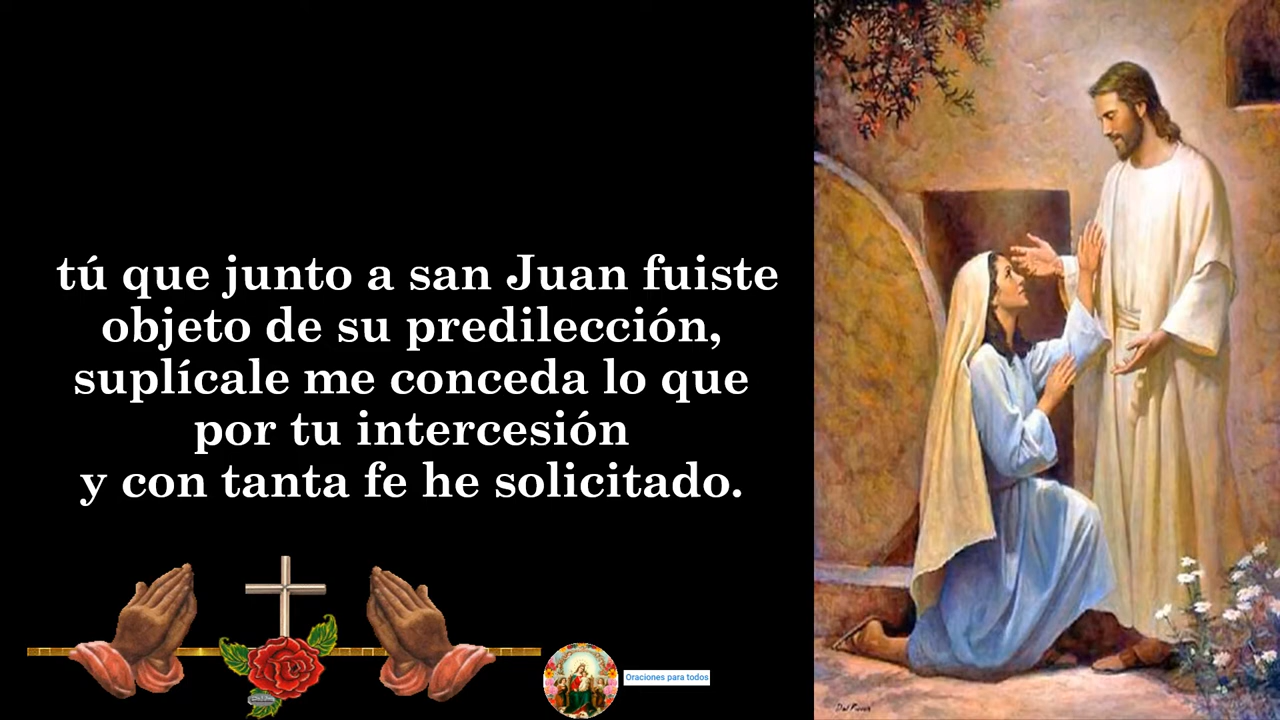 tú que junto a san Juan fuiste
objeto de su predilección,
suplícale me conceda lo que
por tu intercesión
y con tanta fe he solicitado.
Oraciones para todos